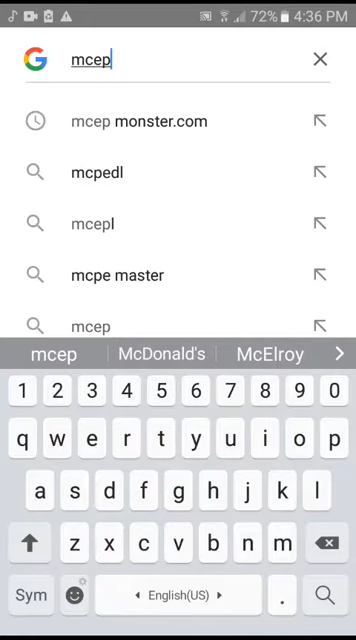 72% 4:36 PM
mcep
mcep monster.com
mcpedl
mcepl
mcpe master
mcep
mcep McDonald's McElroy
1 2 3 4 5 6 7 8 9 0
q w e r t y u i o p
a s d f g h j k l
z x c v b n m
Sym English(US) .